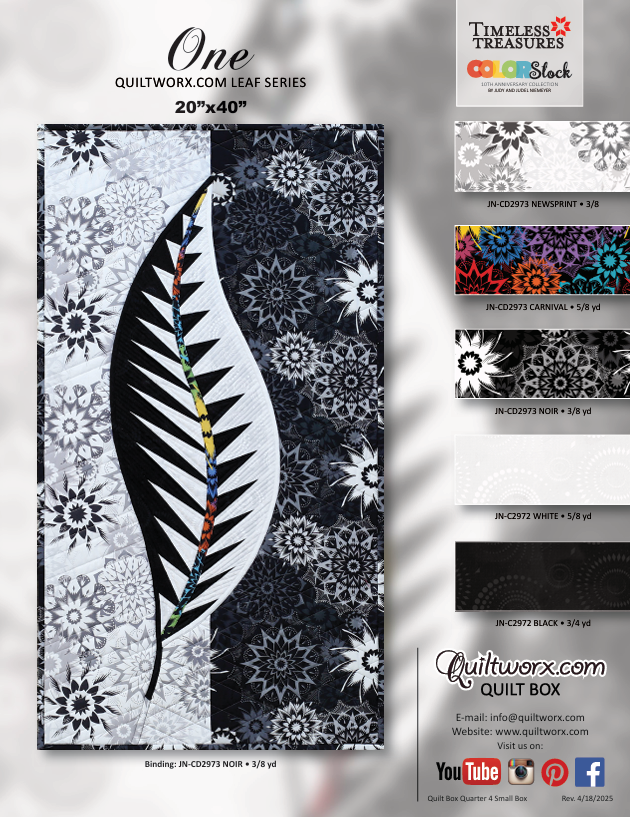 One
QUILTWORX.COM LEAF SERIES
20”x40”
TIMELESS
TREASURES
COLORStock
10TH ANNIVERSARY COLLECTION
BY JUDY AND JUDEL NIEMEYER
JN-CD2973 NEWSPRINT • 3/8
JN-CD2973 CARNIVAL • 5/8 yd
JN-CD2973 NOIR • 3/8 yd
JN-C2972 WHITE • 5/8 yd
JN-C2972 BLACK • 3/4 yd
Binding: JN-CD2973 NOIR • 3/8 yd
Quiltworx.com
QUILT BOX
E-mail: info@quiltworx.com
Website: www.quiltworx.com
Visit us on:
YouTube
Quilt Box Quarter 4 Small Box Rev. 4/18/2025